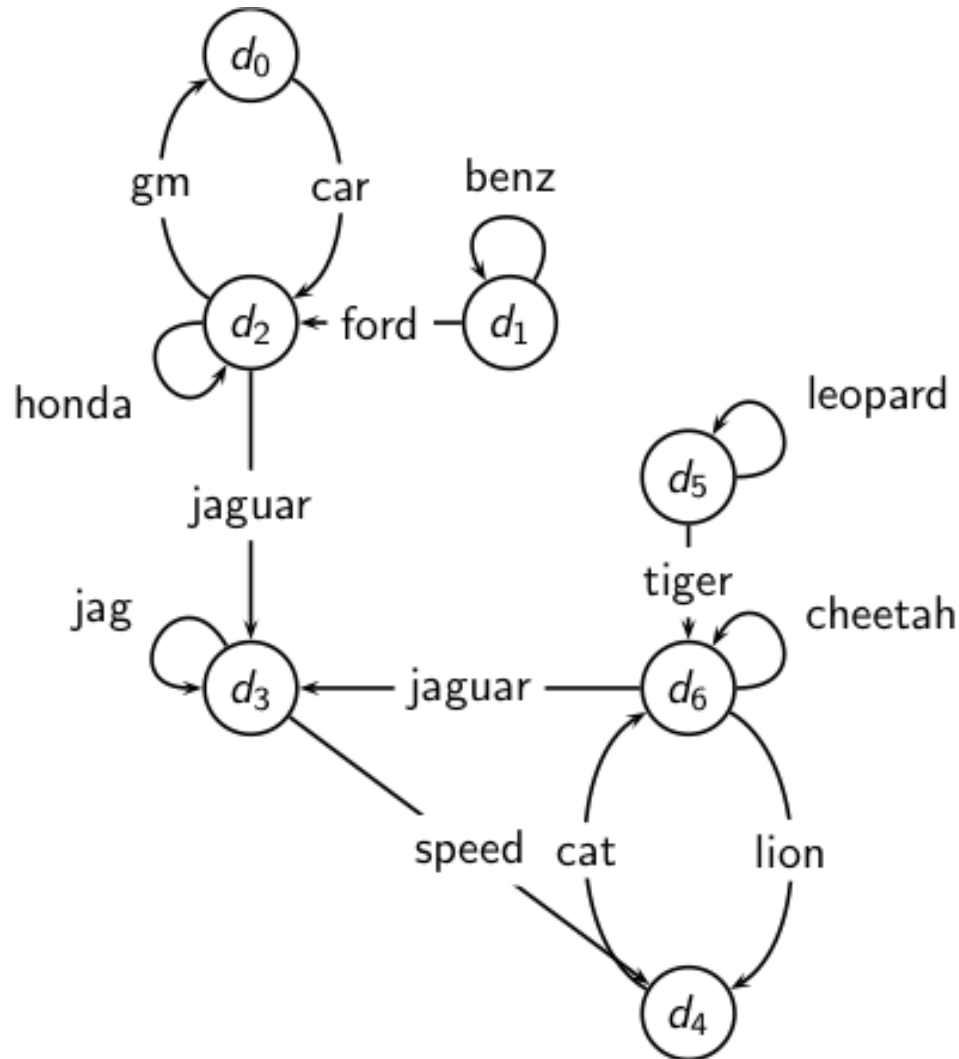 d0
gm
car
benz
d2
ford
d1
honda
leopard
d5
jaguar
tiger
jag
cheetah
d3
jaguar
d6
speed
cat
lion
d4